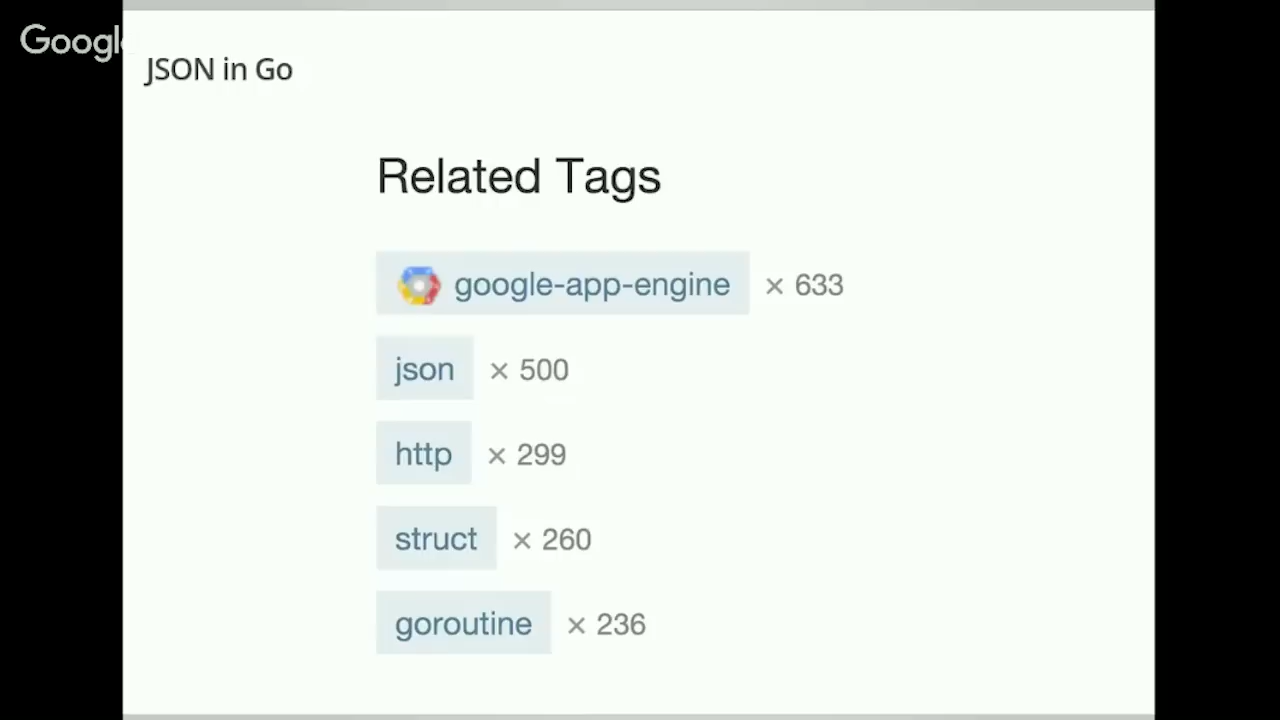 Google
JSON in Go
Related Tags
google-app-engine × 633
json × 500
http × 299
struct × 260
goroutine × 236